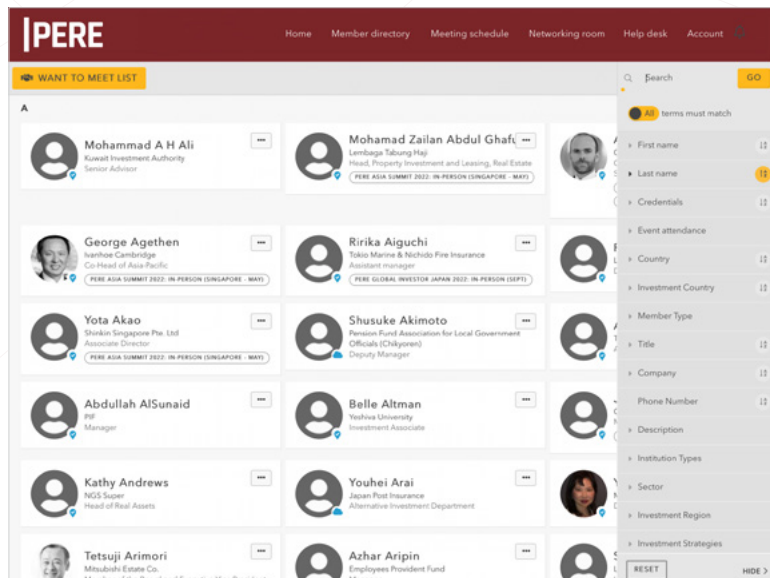 PERE
Home Member directory Meeting schedule Networking room Help desk Account
WANT TO MEET LIST
Search GO
All terms must match
A
Mohammad A H Ali
Kuwait Investment Authority
Senior Advisor
Mohamad Zailan Abdul Ghafu
Lembaga Tabung Haji
Head, Property Investment and Leasing, Real Estate
PERE ASIA SUMMIT 2022: IN-PERSON (SINGAPORE - MAY)
George Agethen
Ivanhoe Cambridge
Co-Head of Asia-Pacific
PERE ASIA SUMMIT 2022: IN-PERSON (SINGAPORE - MAY)
Ririka Aiguchi
Tokio Marine & Nichido Fire Insurance
Assistant manager
PERE GLOBAL INVESTOR JAPAN 2022: IN-PERSON (SEPT)
Yota Akao
Shinkin Singapore Pte. Ltd
Associate Director
PERE ASIA SUMMIT 2022: IN-PERSON (SINGAPORE - MAY)
Shusuke Akimoto
Pension Fund Association for Local Government
Officials (Chikyoren)
Deputy Manager
Abdullah AlSunaid
PIF
Manager
Belle Altman
Yeshiva University
Investment Associate
Kathy Andrews
NGS Super
Head of Real Assets
Youhei Arai
Japan Post Insurance
Alternative Investment Department
Tetsuji Arimori
Mitsubishi Estate Co.
Azhar Aripin
Employees Provident Fund
First name
Last name
Credentials
Event attendance
Country
Investment Country
Member Type
Title
Company
Phone Number
Description
Institution Types
Sector
Investment Region
Investment Strategies
RESET HIDE >